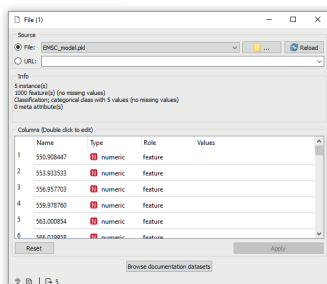 File (1)
Source
File: EMSC_model.pkl ... Reload
URL:
Info
5 instance(s)
1000 feature(s) (no missing values)
Classification; categorical class with 5 values (no missing values)
0 meta attribute(s)
Columns (Double click to edit)
Name Type Role Values
1 550.908447 N numeric feature
2 553.933533 N numeric feature
3 556.957703 N numeric feature
4 559.978760 N numeric feature
5 563.000854 N numeric feature
6 566.019958 N numeric feature
Reset Apply
Browse documentation datasets
? 5